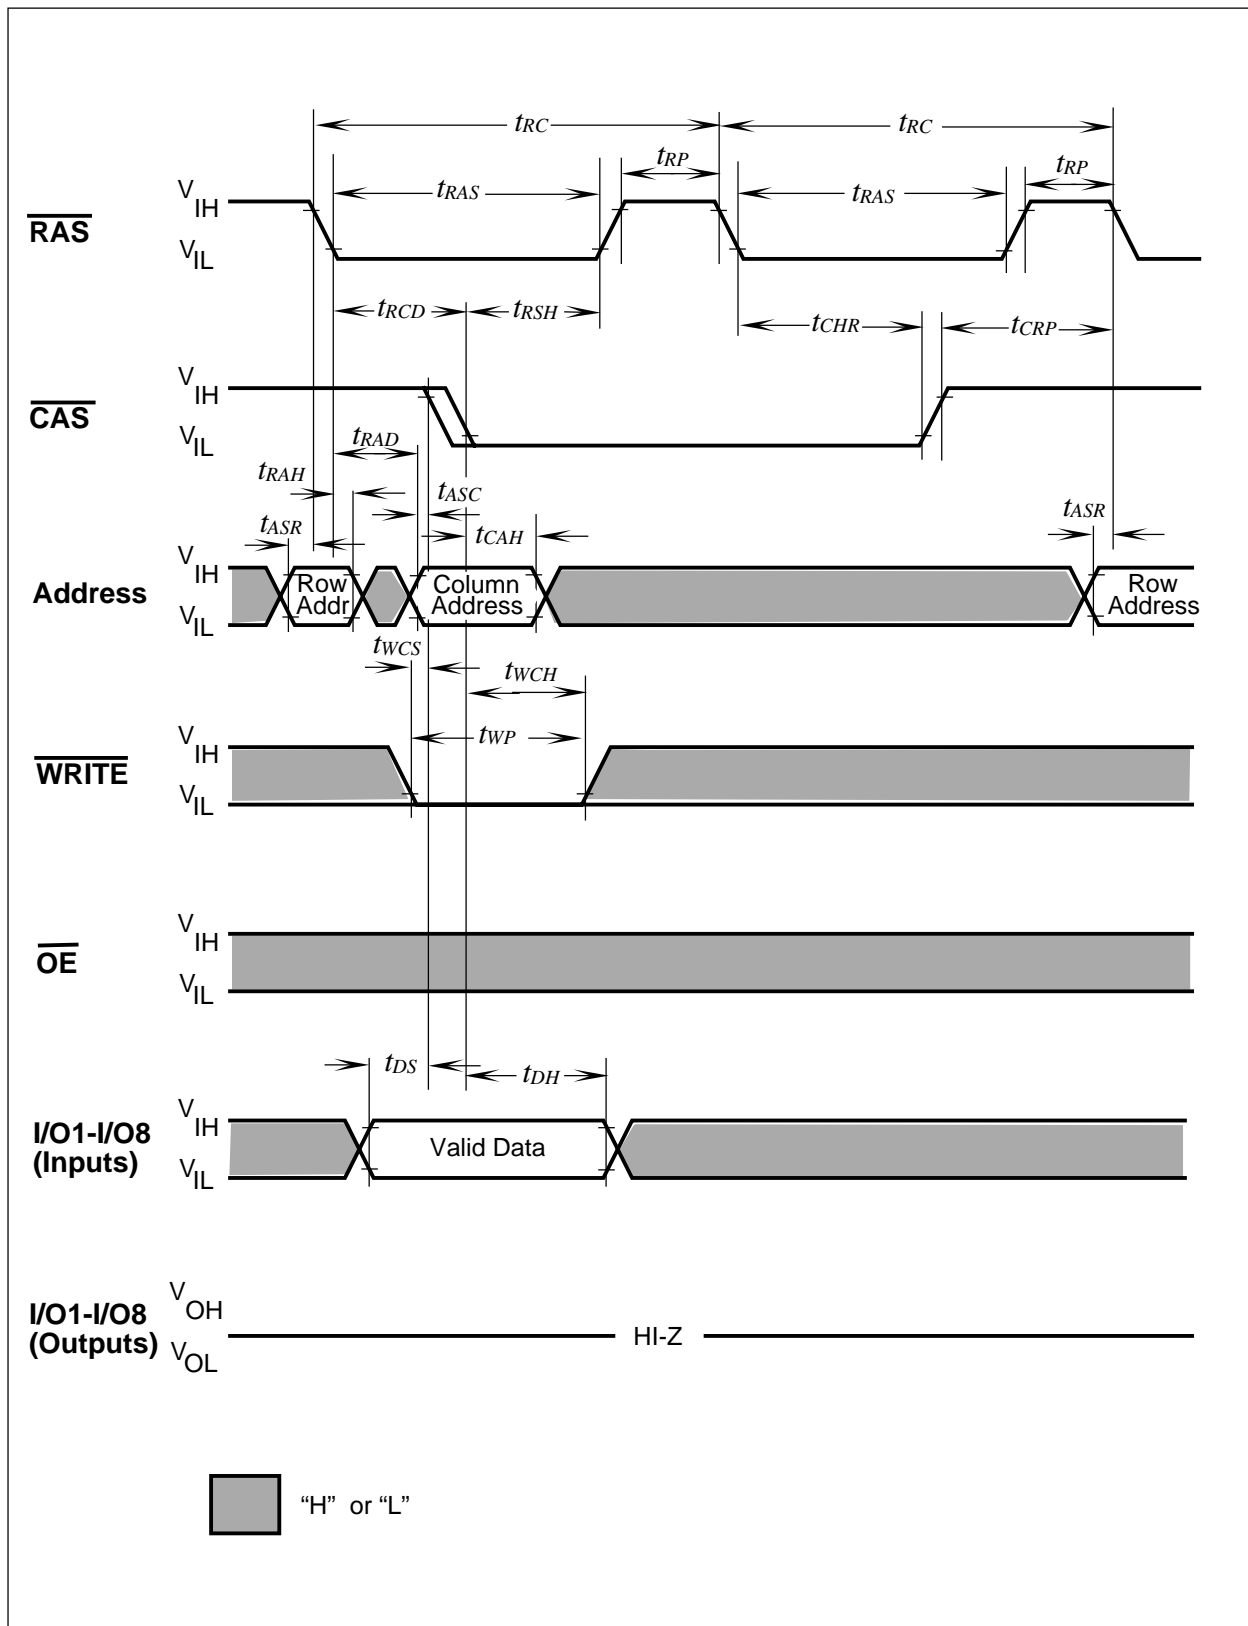 tRC tRC
tRP tRP
tRAS tRAS
RAS VIH
VIL
tRCD tRSH tCHR tCRP
CAS VIH
VIL
tRAD
tRAH
tASC
tASR tCAH tASR
Address VIH
VIL
Row
Addr
Column
Address
Row
Address
tWCS
tWCH
tWP
WRITE VIH
VIL
OE VIH
VIL
tDS tDH
I/O1-I/O8
(Inputs)
VIH
VIL
Valid Data
I/O1-I/O8
(Outputs)
VOH
VOL
HI-Z
“H” or “L”